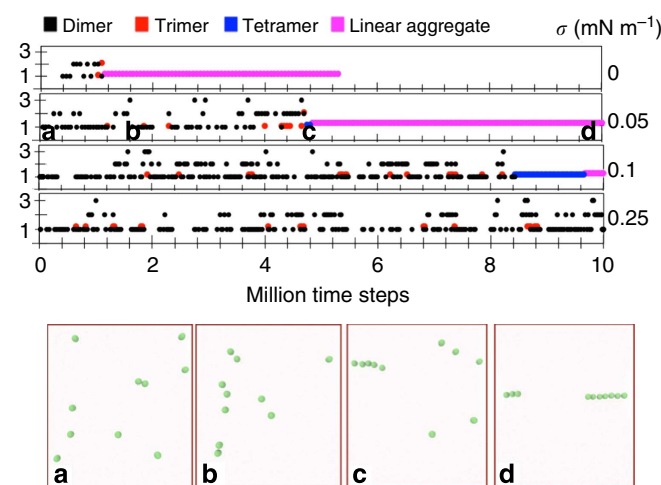 Dimer Trimer Tetramer Linear aggregate σ (mN m⁻¹)
3
1
0
3
1
a b c d
0.05
3
1
0.1
3
1
0.25
0 2 4 6 8 10
Million time steps
a b c d